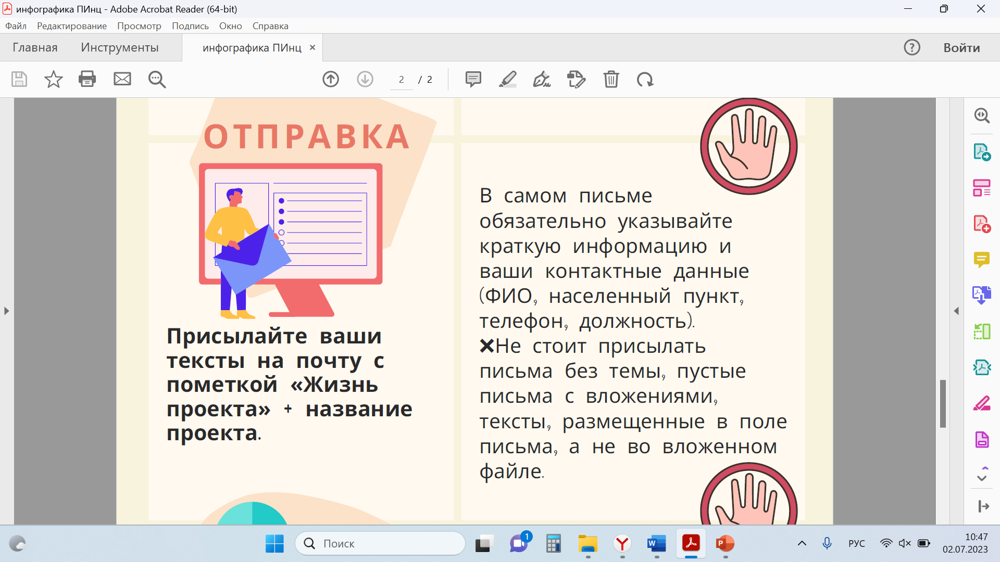 инфографика ПИнц - Adobe Acrobat Reader (64-bit)
Файл Редактирование Просмотр Подпись Окно Справка
Главная Инструменты инфографика ПИнц × ? Войти
2 / 2
ОТПРАВКА
Присылайте ваши
тексты на почту с
пометкой «Жизнь
проекта» + название
проекта.
В самом письме
обязательно указывайте
краткую информацию и
ваши контактные данные
(ФИО, населенный пункт,
телефон, должность).
❌Не стоит присылать
письма без темы, пустые
письма с вложениями,
тексты, размещенные в поле
письма, а не во вложенном
файле.
Поиск
1
W
P
РУС
10:47
02.07.2023